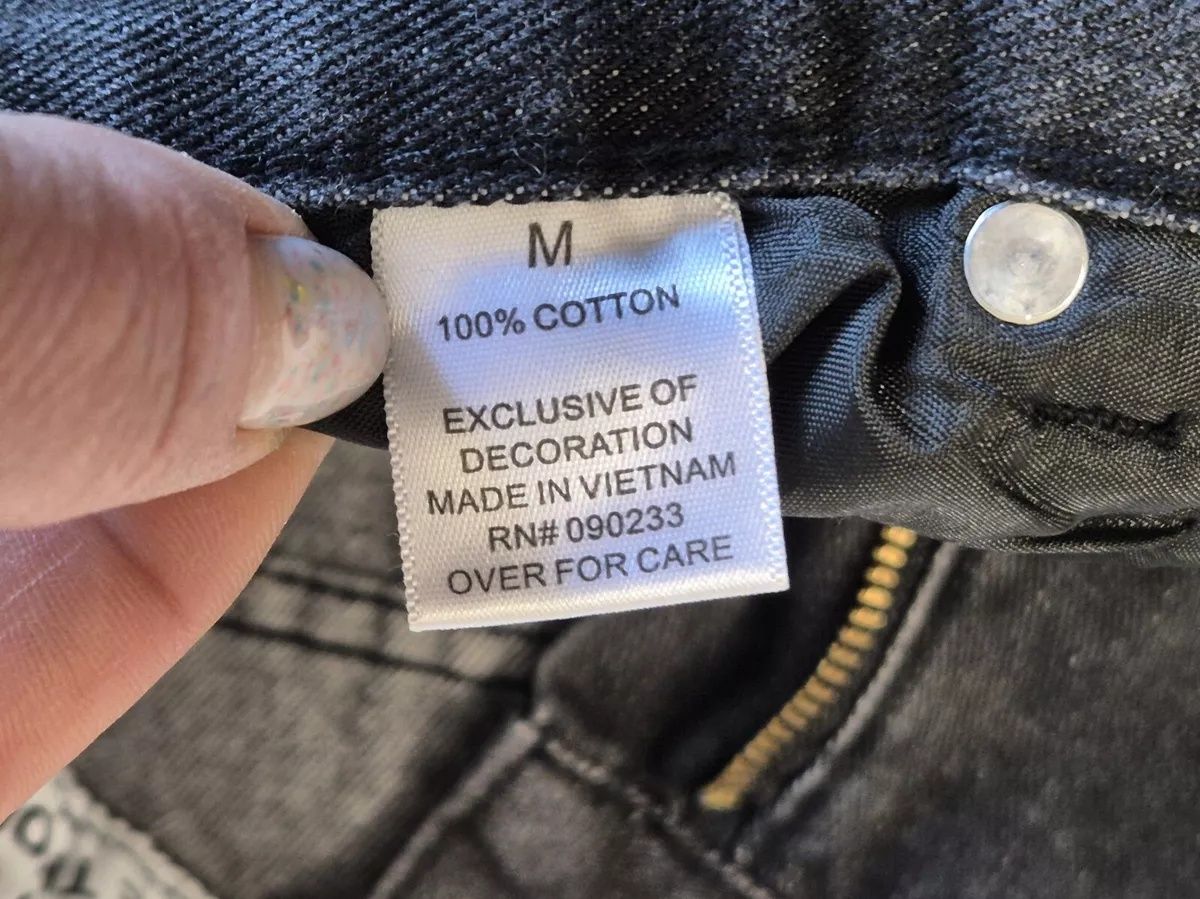 M
100% COTTON
EXCLUSIVE OF
DECORATION
MADE IN VIETNAM
RN# 090233
OVER FOR CARE